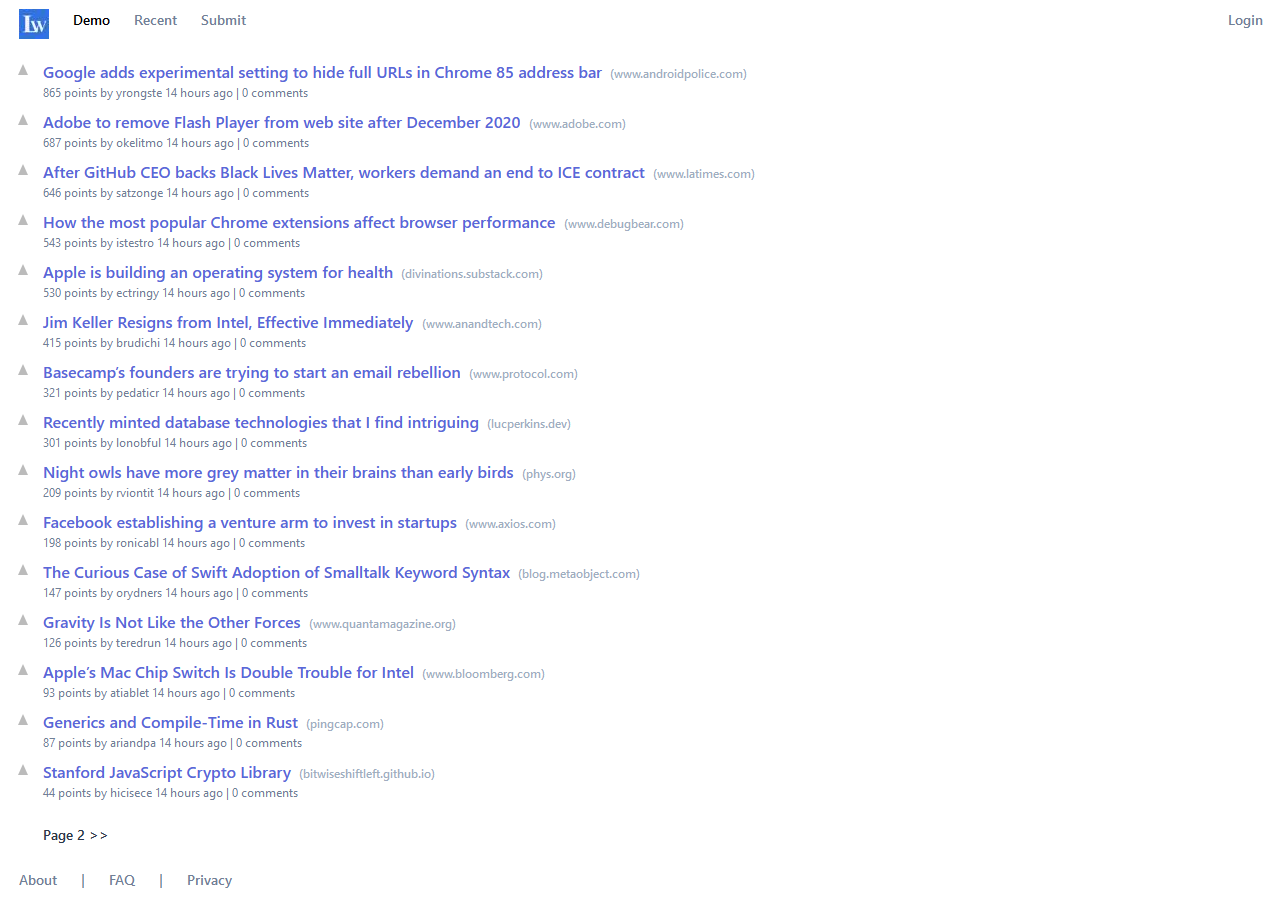 lw Demo Recent Submit Login
▲ Google adds experimental setting to hide full URLs in Chrome 85 address bar (www.androidpolice.com)
865 points by yrongste 14 hours ago | 0 comments
▲ Adobe to remove Flash Player from web site after December 2020 (www.adobe.com)
687 points by okelitmo 14 hours ago | 0 comments
▲ After GitHub CEO backs Black Lives Matter, workers demand an end to ICE contract (www.latimes.com)
646 points by satzonge 14 hours ago | 0 comments
▲ How the most popular Chrome extensions affect browser performance (www.debugbear.com)
543 points by istestro 14 hours ago | 0 comments
▲ Apple is building an operating system for health (divinations.substack.com)
530 points by ectringy 14 hours ago | 0 comments
▲ Jim Keller Resigns from Intel, Effective Immediately (www.anandtech.com)
415 points by brudichi 14 hours ago | 0 comments
▲ Basecamp’s founders are trying to start an email rebellion (www.protocol.com)
321 points by pedaticr 14 hours ago | 0 comments
▲ Recently minted database technologies that I find intriguing (lucperkins.dev)
301 points by lonobful 14 hours ago | 0 comments
▲ Night owls have more grey matter in their brains than early birds (phys.org)
209 points by rviontit 14 hours ago | 0 comments
▲ Facebook establishing a venture arm to invest in startups (www.axios.com)
198 points by ronicabl 14 hours ago | 0 comments
▲ The Curious Case of Swift Adoption of Smalltalk Keyword Syntax (blog.metaobject.com)
147 points by orydners 14 hours ago | 0 comments
▲ Gravity Is Not Like the Other Forces (www.quantamagazine.org)
126 points by teredrun 14 hours ago | 0 comments
▲ Apple’s Mac Chip Switch Is Double Trouble for Intel (www.bloomberg.com)
93 points by atiablet 14 hours ago | 0 comments
▲ Generics and Compile-Time in Rust (pingcap.com)
87 points by ariandpa 14 hours ago | 0 comments
▲ Stanford JavaScript Crypto Library (bitwiseshiftleft.github.io)
44 points by hicisece 14 hours ago | 0 comments
Page 2 >>
About | FAQ | Privacy